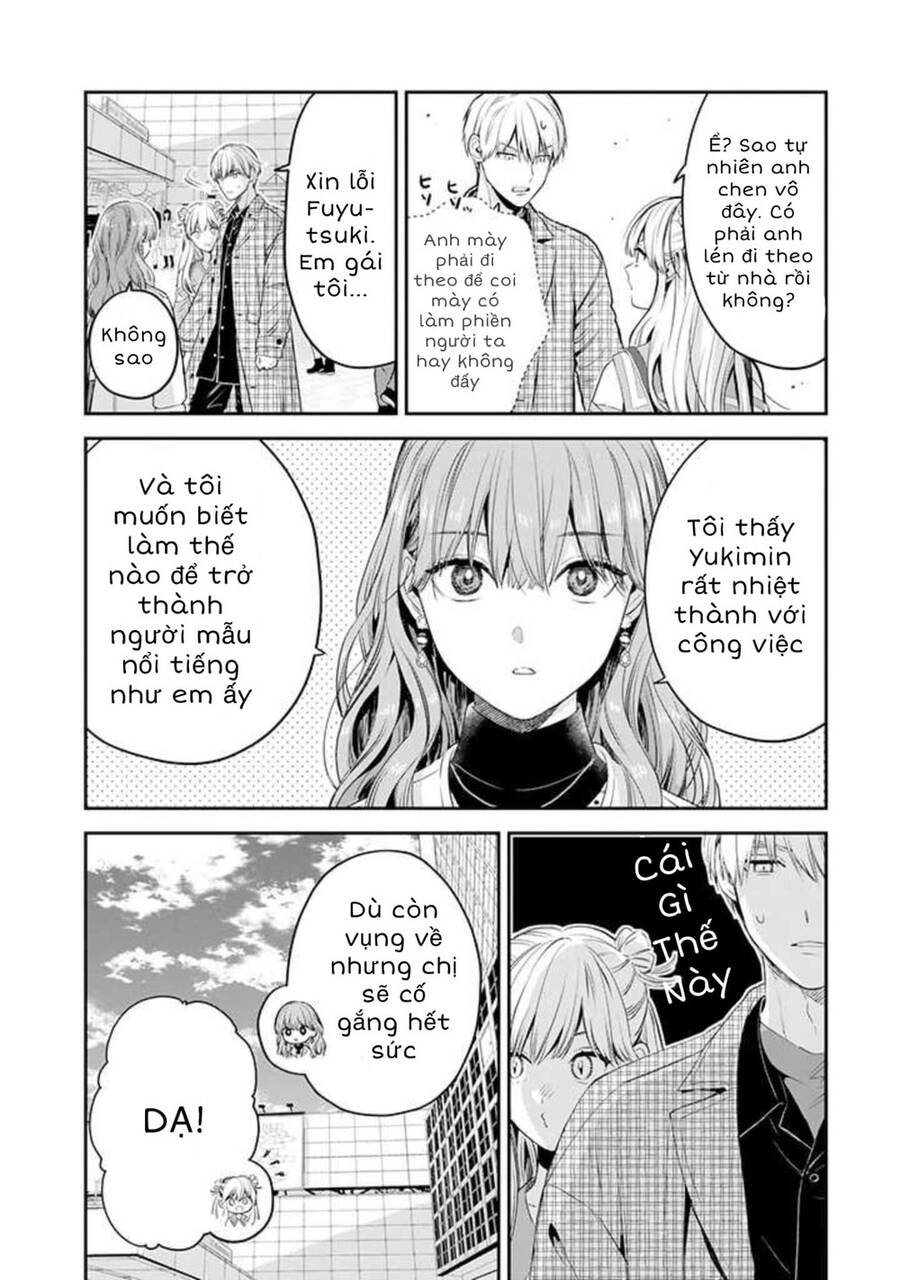 Ể? Sao tự
nhiên anh
chen vô
đây. Có
phải anh
lén đi theo
từ nhà rồi
không?
ヒソ
ヒソ
Anh mày
phải đi
theo để coi
mày có
làm phiền
người ta
hay không
đấy
Xin lỗi
Fuyu-
tsuki.
Em gái
tôi...
Không
sao
Tôi thấy
Yukimin
rất nhiệt
thành với
công việc
Và tôi
muốn biết
làm thế
nào để trở
thành
người mẫu
nổi tiếng
như em ấy
Cái
Gì
Thế
Này
Dù còn
vụng về
nhưng chị
sẽ cố
gắng hết
sức
DẠ!